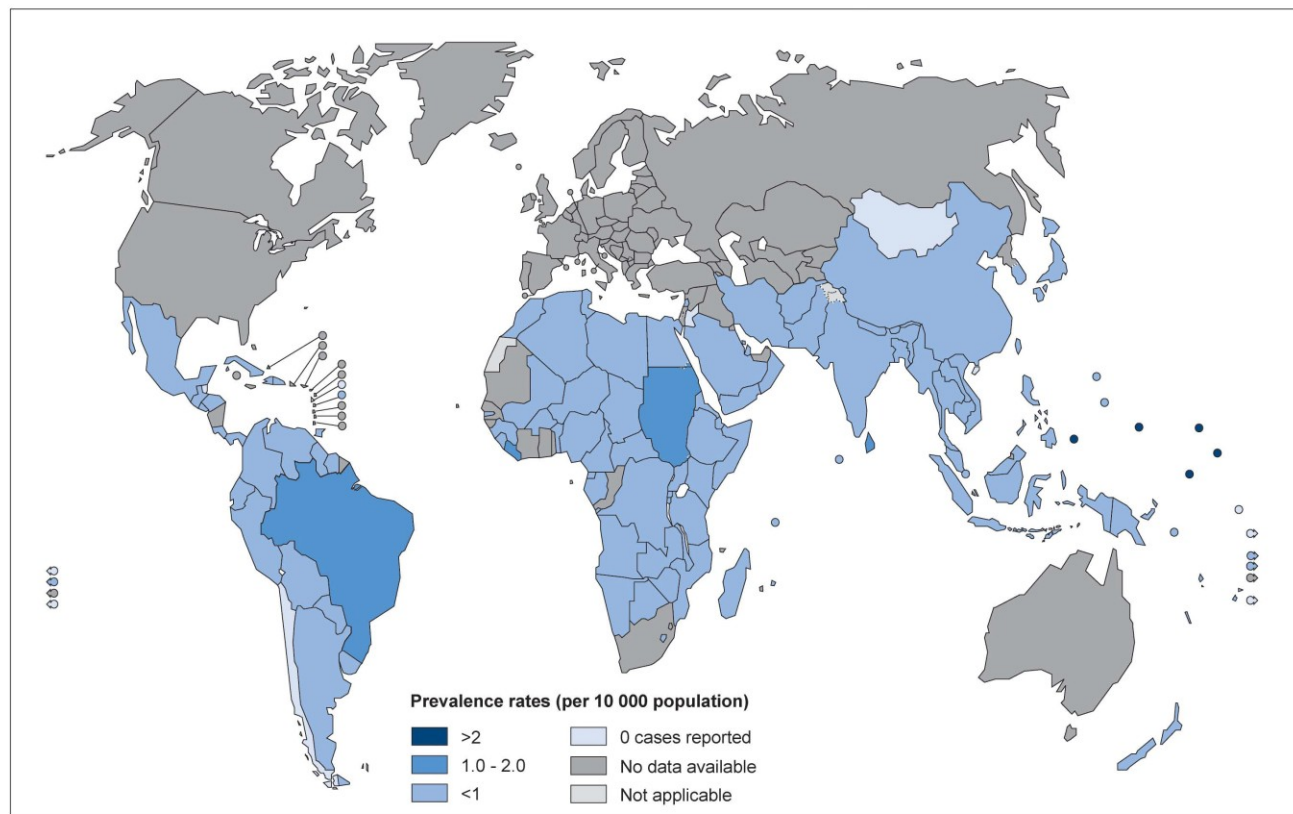 Prevalence rates (per 10 000 population)
>2
1.0 - 2.0
<1
0 cases reported
No data available
Not applicable